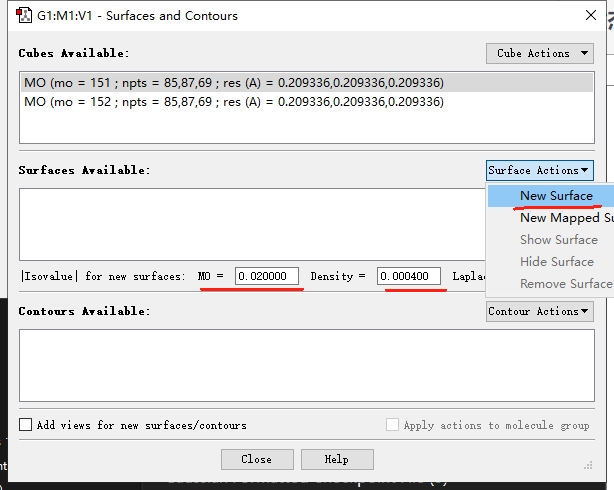 G1:M1:V1 - Surfaces and Contours
Cubes Available:
Cube Actions
MO (mo = 151 ; npts = 85,87,69 ; res (A) = 0.209336,0.209336,0.209336)
MO (mo = 152 ; npts = 85,87,69 ; res (A) = 0.209336,0.209336,0.209336)
Surfaces Available:
Surface Actions
New Surface
New Mapped Su
Show Surface
Hide Surface
Remove Surface
|Isovalue| for new surfaces: MO = 0.020000 Density = 0.000400 Laplac
Contours Available:
Contour Actions
Add views for new surfaces/contours
Apply actions to molecule group
Close
Help